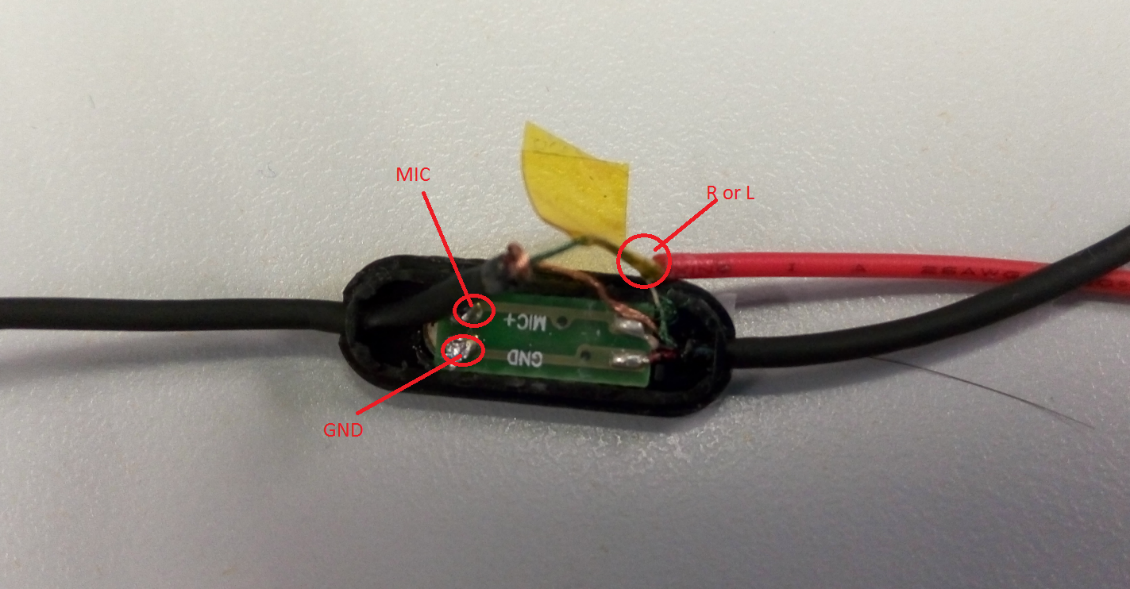 MIC
R or L
MIC+
GND
GND